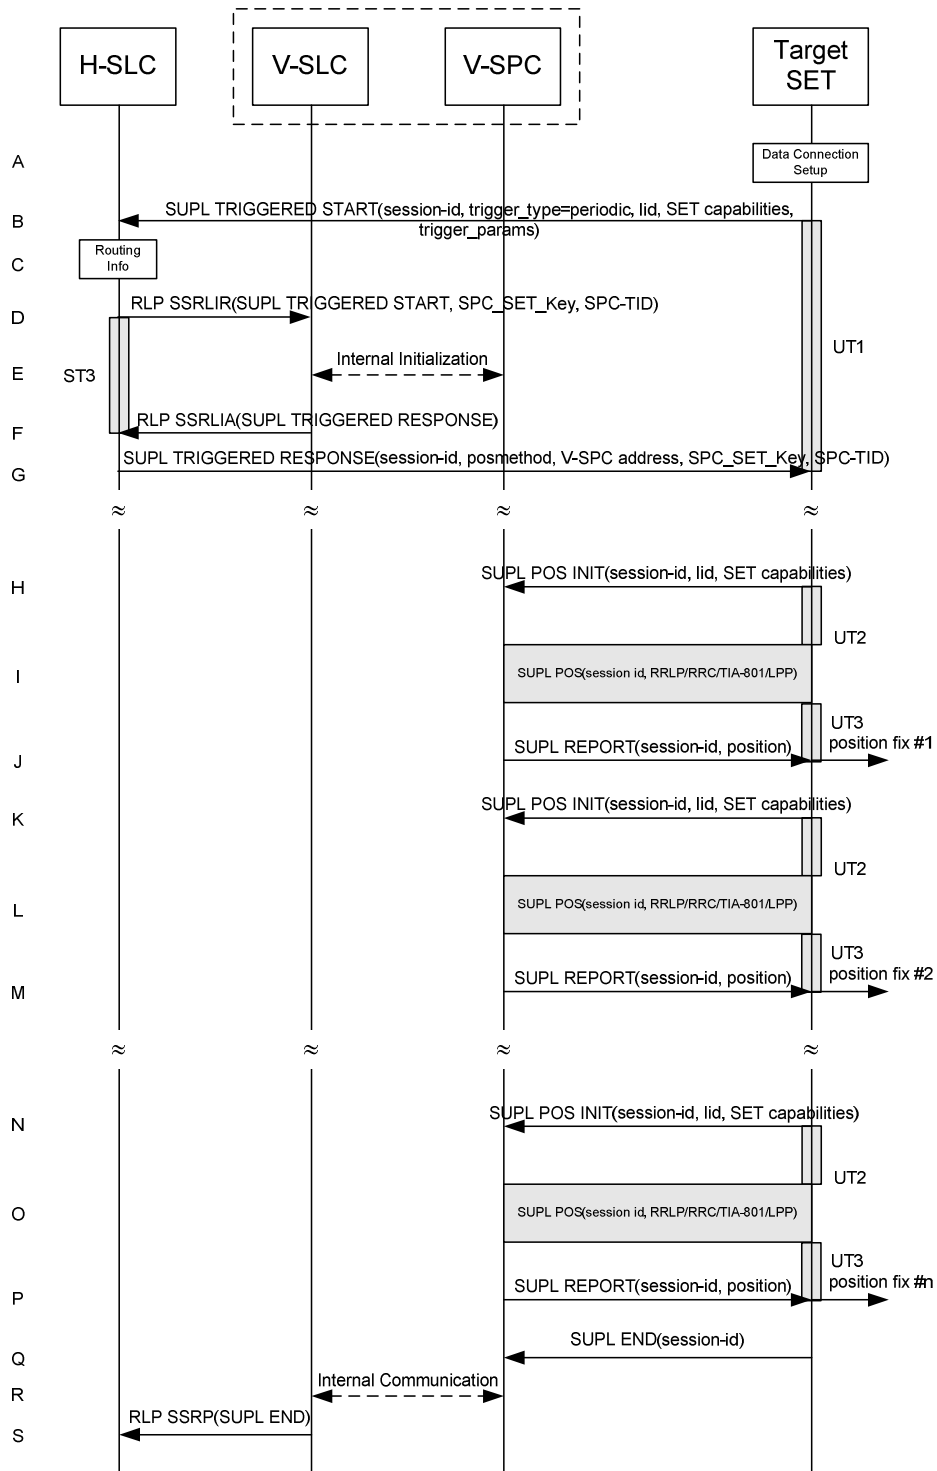 H-SLC
V-SLC
V-SPC
Target
SET
A
Data Connection
Setup
B
SUPL TRIGGERED START(session-id, trigger_type=periodic, lid, SET capabilities,
trigger_params)
C
Routing
Info
D
RLP SSRLIR(SUPL TRIGGERED START, SPC_SET_Key, SPC-TID)
UT1
E
ST3
Internal Initialization
F
RLP SSRLIA(SUPL TRIGGERED RESPONSE)
G
SUPL TRIGGERED RESPONSE(session-id, posmethod, V-SPC address, SPC_SET_Key, SPC-TID)
≈ ≈ ≈ ≈
H
SUPL POS INIT(session-id, lid, SET capabilities)
UT2
I
SUPL POS(session id, RRLP/RRC/TIA-801/LPP)
UT3
position fix #1
J
SUPL REPORT(session-id, position)
K
SUPL POS INIT(session-id, lid, SET capabilities)
UT2
L
SUPL POS(session id, RRLP/RRC/TIA-801/LPP)
UT3
position fix #2
M
SUPL REPORT(session-id, position)
≈ ≈ ≈ ≈
N
SUPL POS INIT(session-id, lid, SET capabilities)
UT2
O
SUPL POS(session id, RRLP/RRC/TIA-801/LPP)
UT3
position fix #n
P
SUPL REPORT(session-id, position)
Q
SUPL END(session-id)
R
Internal Communication
S
RLP SSRP(SUPL END)